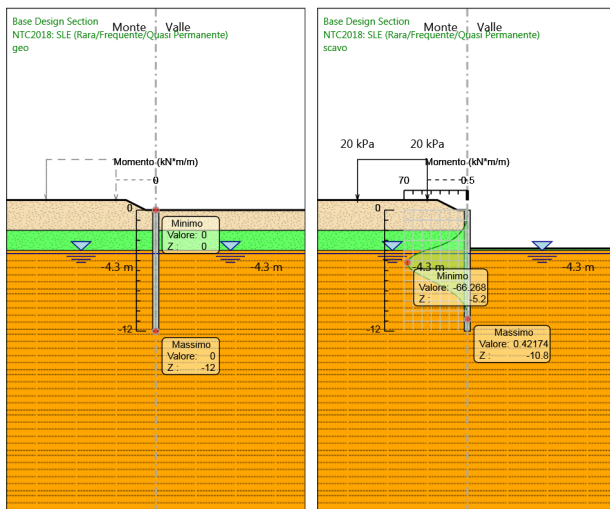 Base Design Section
NTC2018: SLE (Rara/Frequente/Quasi Permanente)
geo
Monte Valle
Momento (kN*m/m)
0
0
Minimo
Valore: 0
Z : 0
-4.3 m
-4.3 m
-12
Massimo
Valore: 0
Z : -12
Base Design Section
NTC2018: SLE (Rara/Frequente/Quasi Permanente)
scavo
Monte Valle
20 kPa 20 kPa
Momento (kN*m/m)
70 0.5
0
-4.3 m
-4.3 m
Minimo
Valore: -66.268
Z : -5.2
-12
Massimo
Valore: 0.42174
Z : -10.8